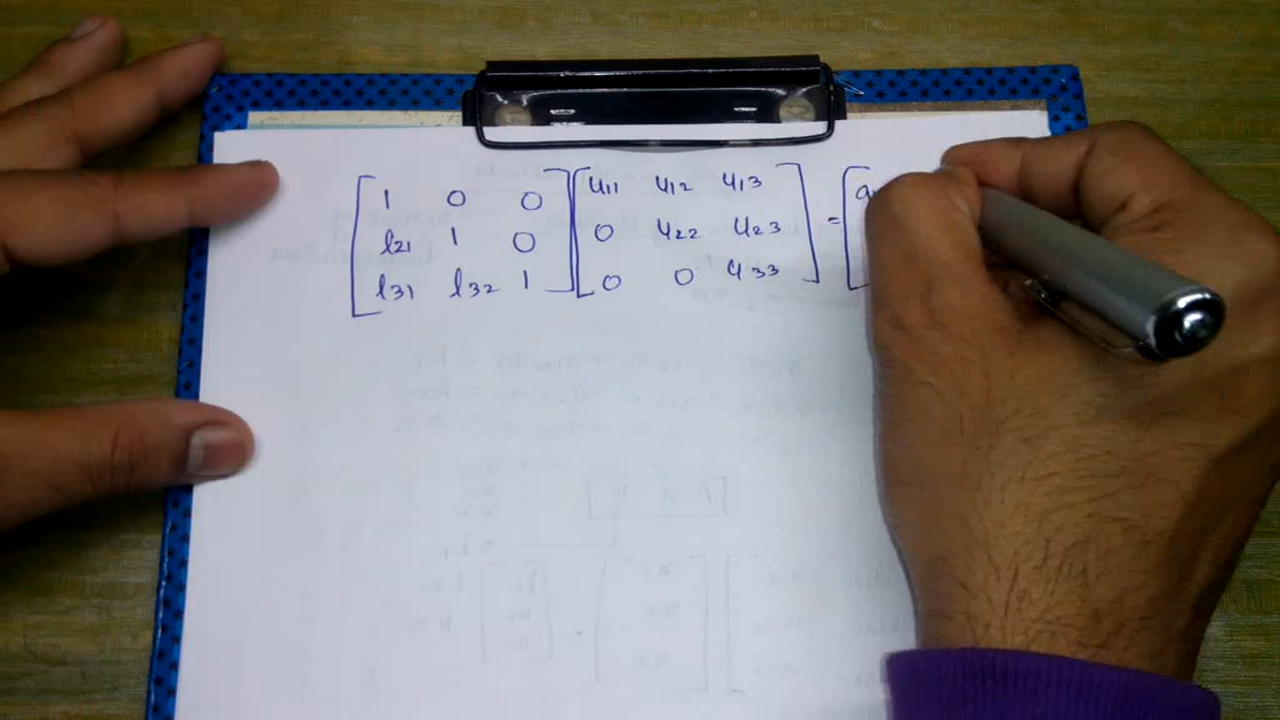 1 0 0 u11 u12 u13 = a
l21 1 0 0 u22 u23
l31 l32 1 0 0 u33